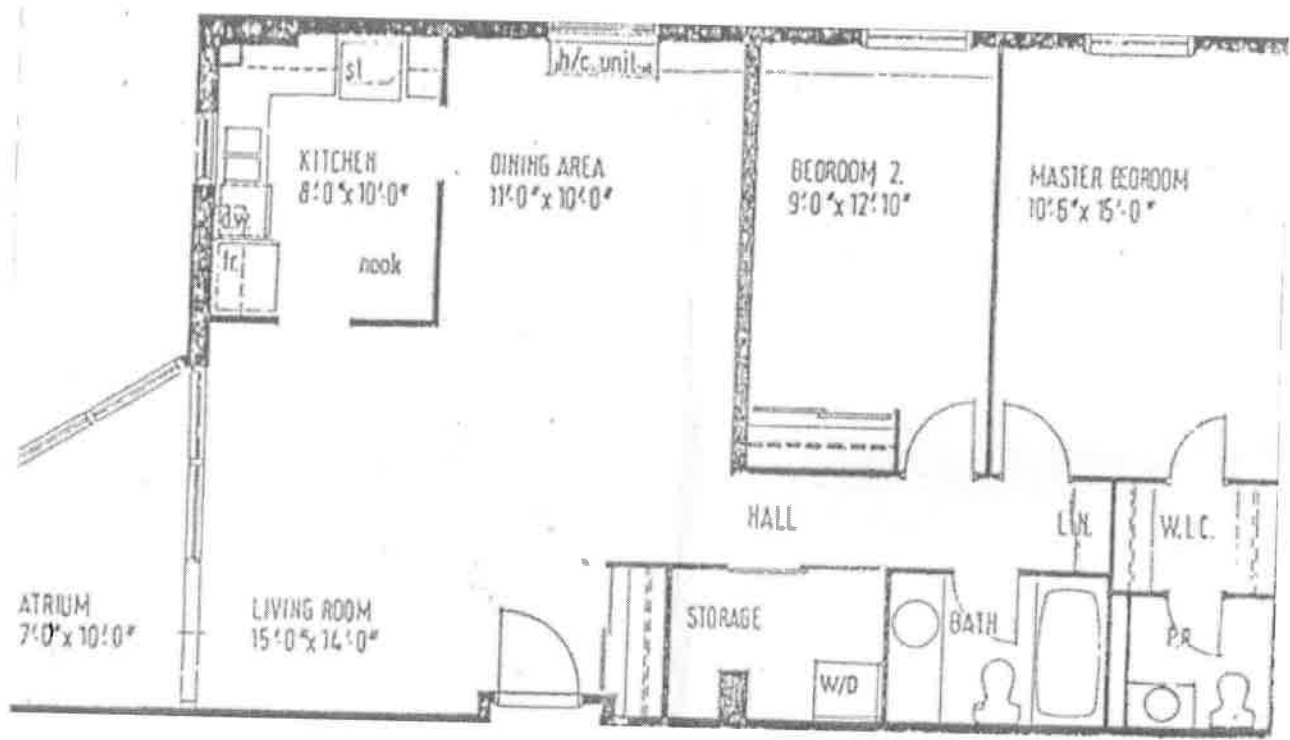 st
h/c. unit
KITCHEN
8'-0" x 10'-0"
DINING AREA
11'-0" x 10'-0"
BEDROOM 2.
9'-0" x 12'-10"
MASTER BEDROOM
10'-6" x 15'-0"
dw
fr.
nook
HALL
LIN.
W.I.C.
ATRIUM
7'-0" x 10'-0"
LIVING ROOM
15'-0" x 14'-0"
STORAGE
BATH
P.R.
W/D